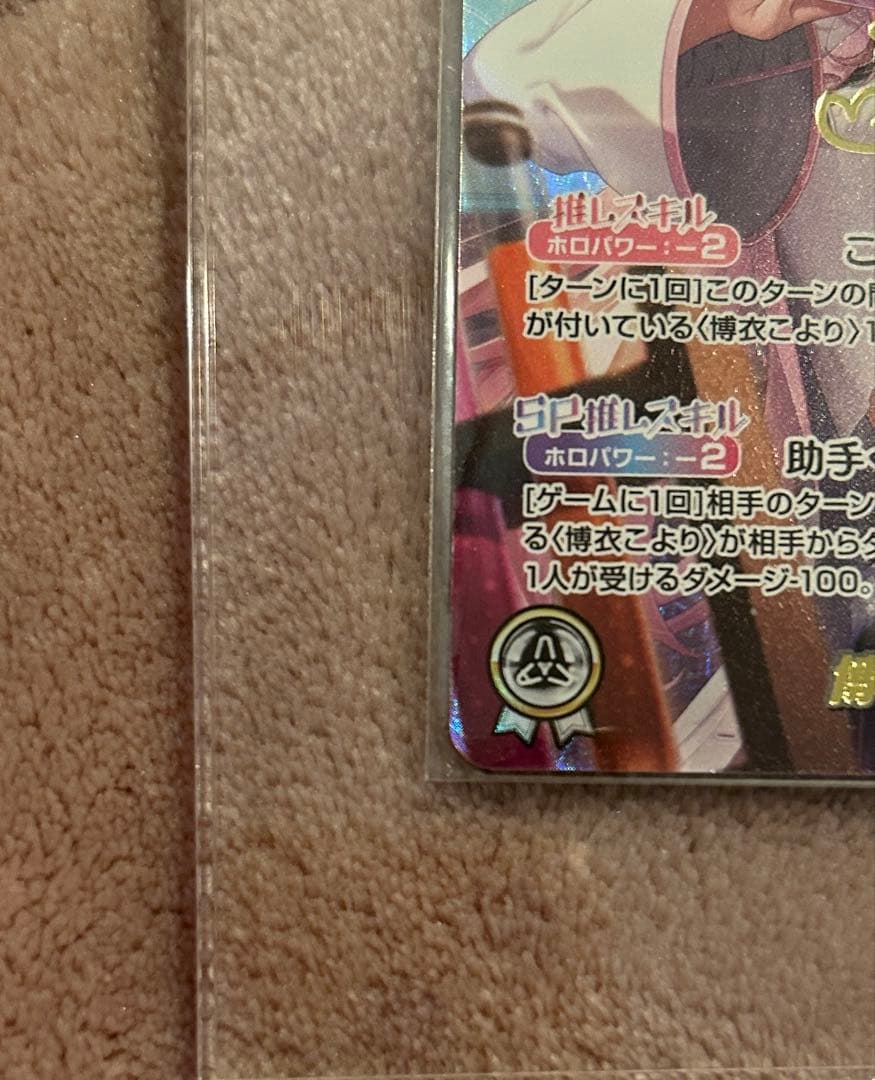 推しスキル
ホロパワー:-2
こ
[ターンに1回]このターンの間
が付いている〈博衣こより〉1
SP推しスキル
ホロパワー:-2
助手
[ゲームに1回]相手のターン
る〈博衣こより〉が相手から
1人が受けるダメージ-100。
博